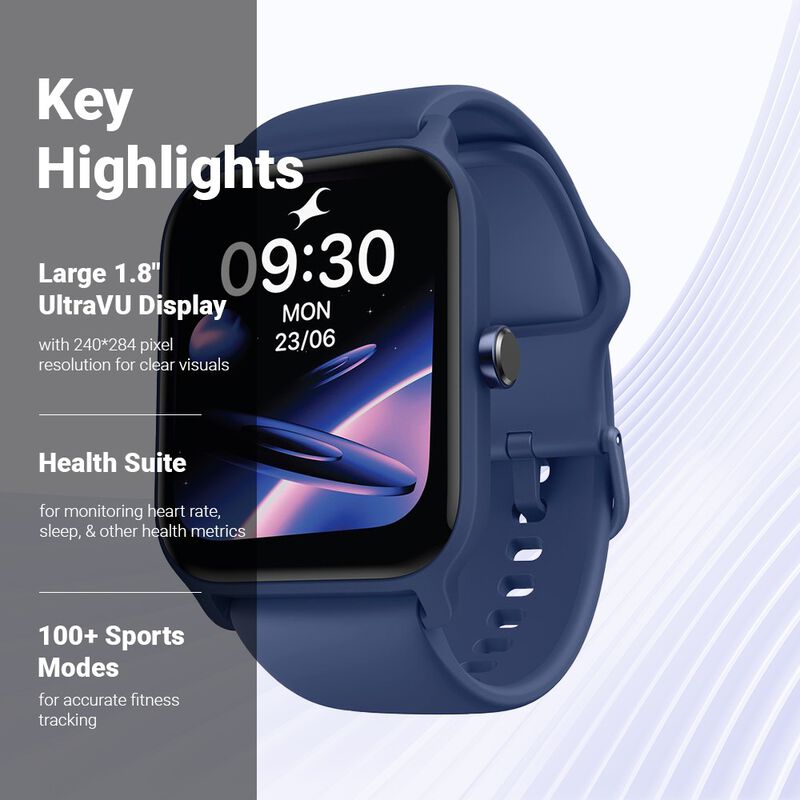 Key
Highlights
Large 1.8"
UltraVU Display
with 240*284 pixel
resolution for clear visuals
Health Suite
for monitoring heart rate,
sleep, & other health metrics
100+ Sports
Modes
for accurate fitness
tracking
09:30
MON
23/06